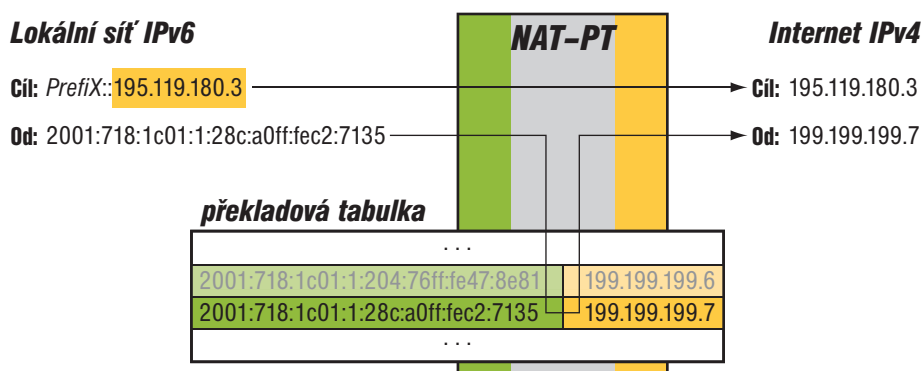 Lokální síť IPv6
NAT-PT
Internet IPv4
Cíl: PrefiX::195.119.180.3
Cíl: 195.119.180.3
Od: 2001:718:1c01:1:28c:a0ff:fec2:7135
Od: 199.199.199.7
překladová tabulka
. . .
2001:718:1c01:1:204:76ff:fe47:8e81 199.199.199.6
2001:718:1c01:1:28c:a0ff:fec2:7135 199.199.199.7
. . .